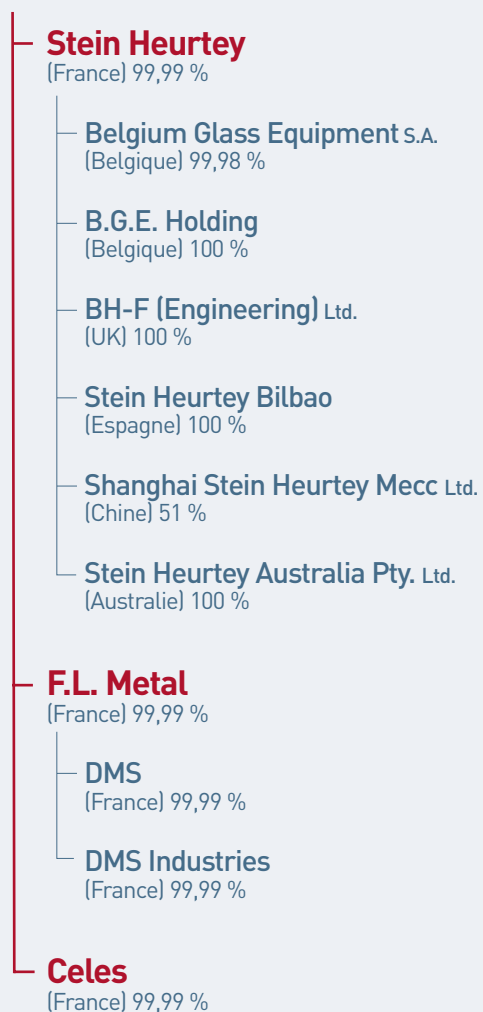 Stein Heurtey
(France) 99,99 %
Belgium Glass Equipment S.A.
(Belgique) 99,98 %
B.G.E. Holding
(Belgique) 100 %
BH-F (Engineering) Ltd.
(UK) 100 %
Stein Heurtey Bilbao
(Espagne) 100 %
Shanghai Stein Heurtey Mecc Ltd.
(Chine) 51 %
Stein Heurtey Australia Pty. Ltd.
(Australie) 100 %
F.L. Metal
(France) 99,99 %
DMS
(France) 99,99 %
DMS Industries
(France) 99,99 %
Celes
(France) 99,99 %